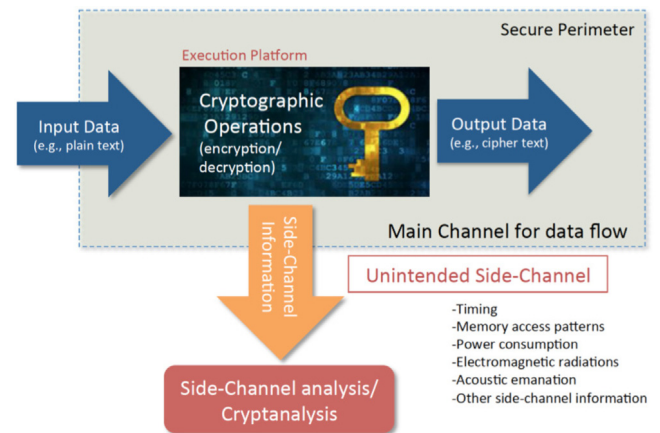 Secure Perimeter
Execution Platform
Input Data
(e.g., plain text)
Cryptographic
Operations
(encryption/
decryption)
Output Data
(e.g., cipher text)
Main Channel for data flow
Side-Channel
Information
Unintended Side-Channel
-Timing
-Memory access patterns
-Power consumption
-Electromagnetic radiations
-Acoustic emanation
-Other side-channel information
Side-Channel analysis/
Cryptanalysis